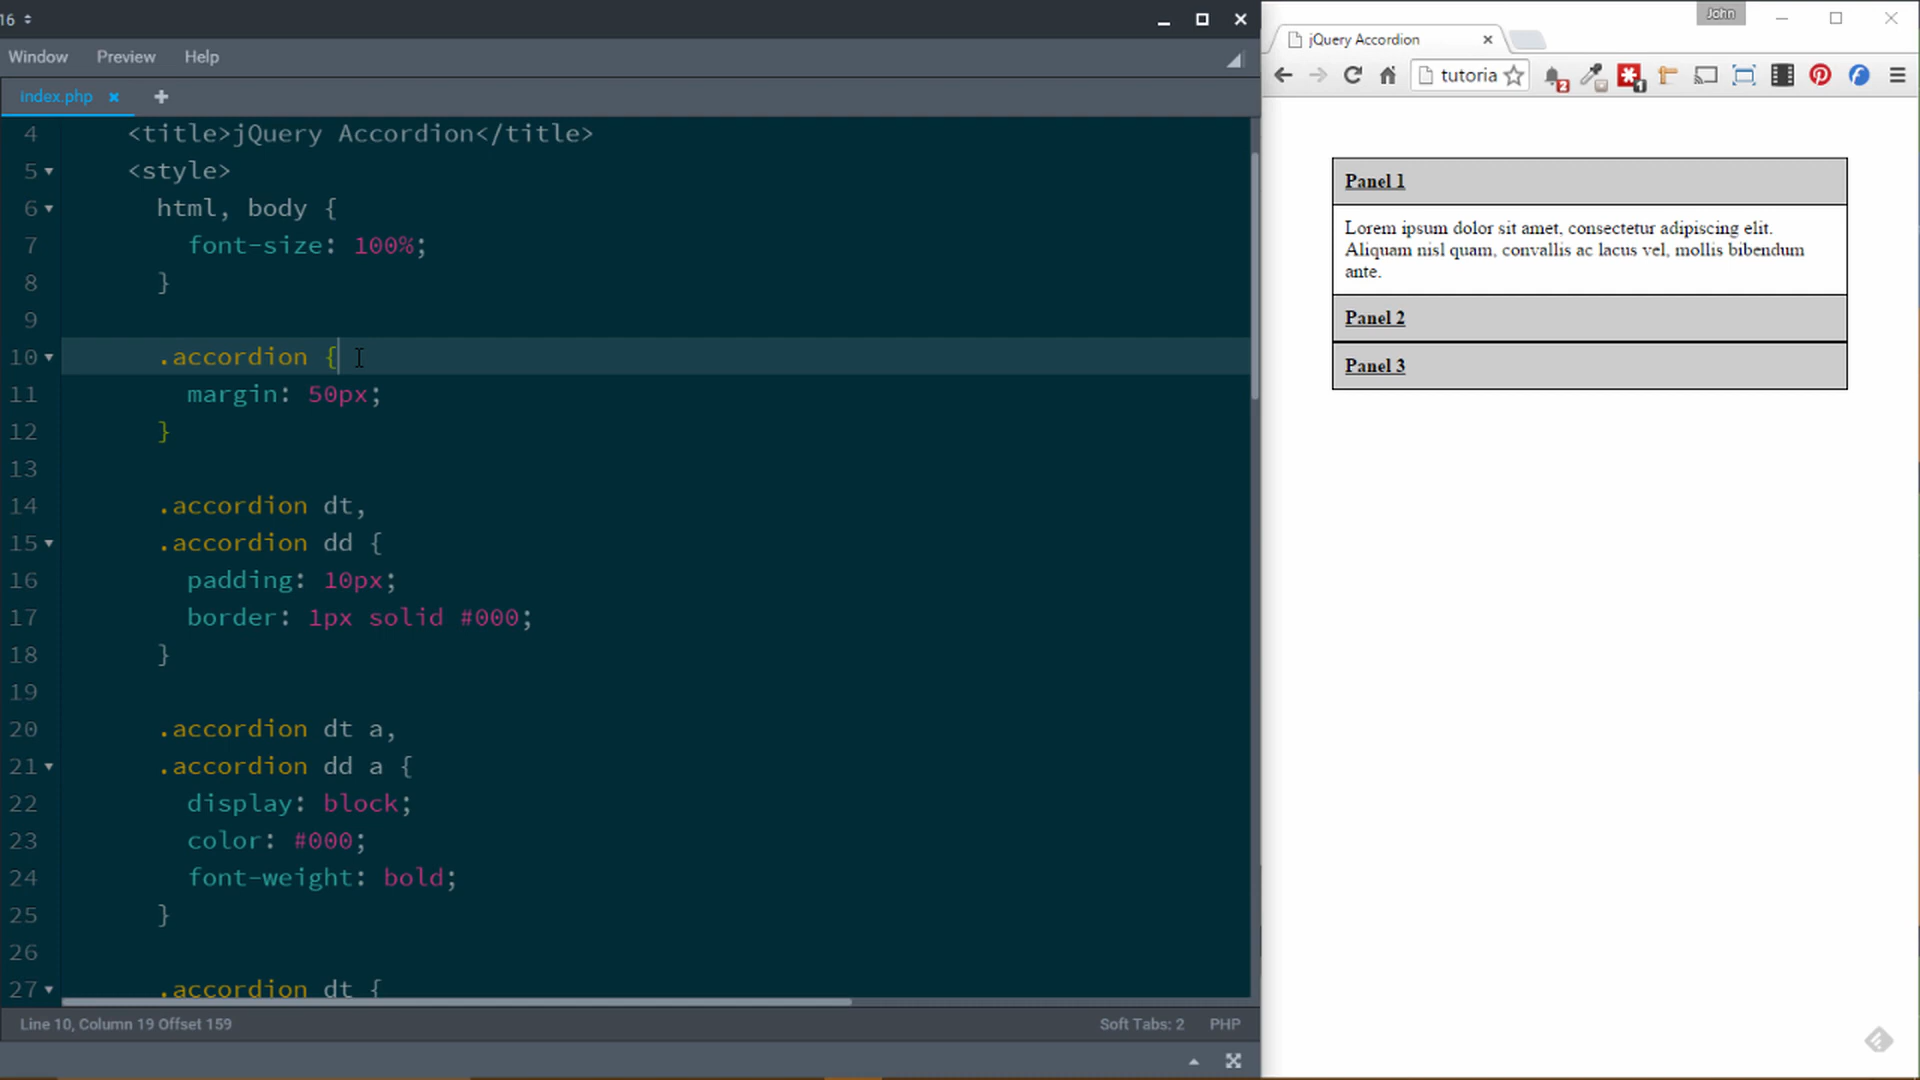 16
Window Preview Help
index.php
4 <title>jQuery Accordion</title>
5 <style>
6 html, body {
7 font-size: 100%;
8 }
9
10 .accordion {
11 margin: 50px;
12 }
13
14 .accordion dt,
15 .accordion dd {
16 padding: 10px;
17 border: 1px solid #000;
18 }
19
20 .accordion dt a,
21 .accordion dd a {
22 display: block;
23 color: #000;
24 font-weight: bold;
25 }
26
27 .accordion dt {
Line 10, Column 19 Offset 159
Soft Tabs: 2 PHP
John
jQuery Accordion
tutoria
2
1
Panel 1
Lorem ipsum dolor sit amet, consectetur adipiscing elit.
Aliquam nisl quam, convallis ac lacus vel, mollis bibendum
ante.
Panel 2
Panel 3